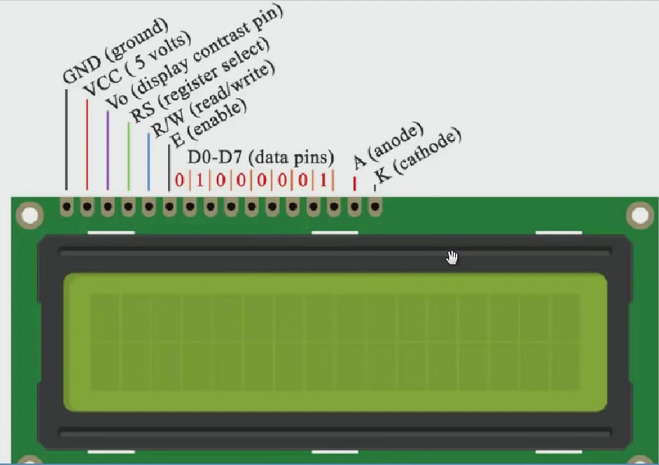 GND (ground)
VCC ( 5 volts)
Vo (display contrast pin)
RS (register select)
R/W (read/write)
E (enable)
D0-D7 (data pins)
0 1 0 0 0 0 0 1
A (anode)
K (cathode)